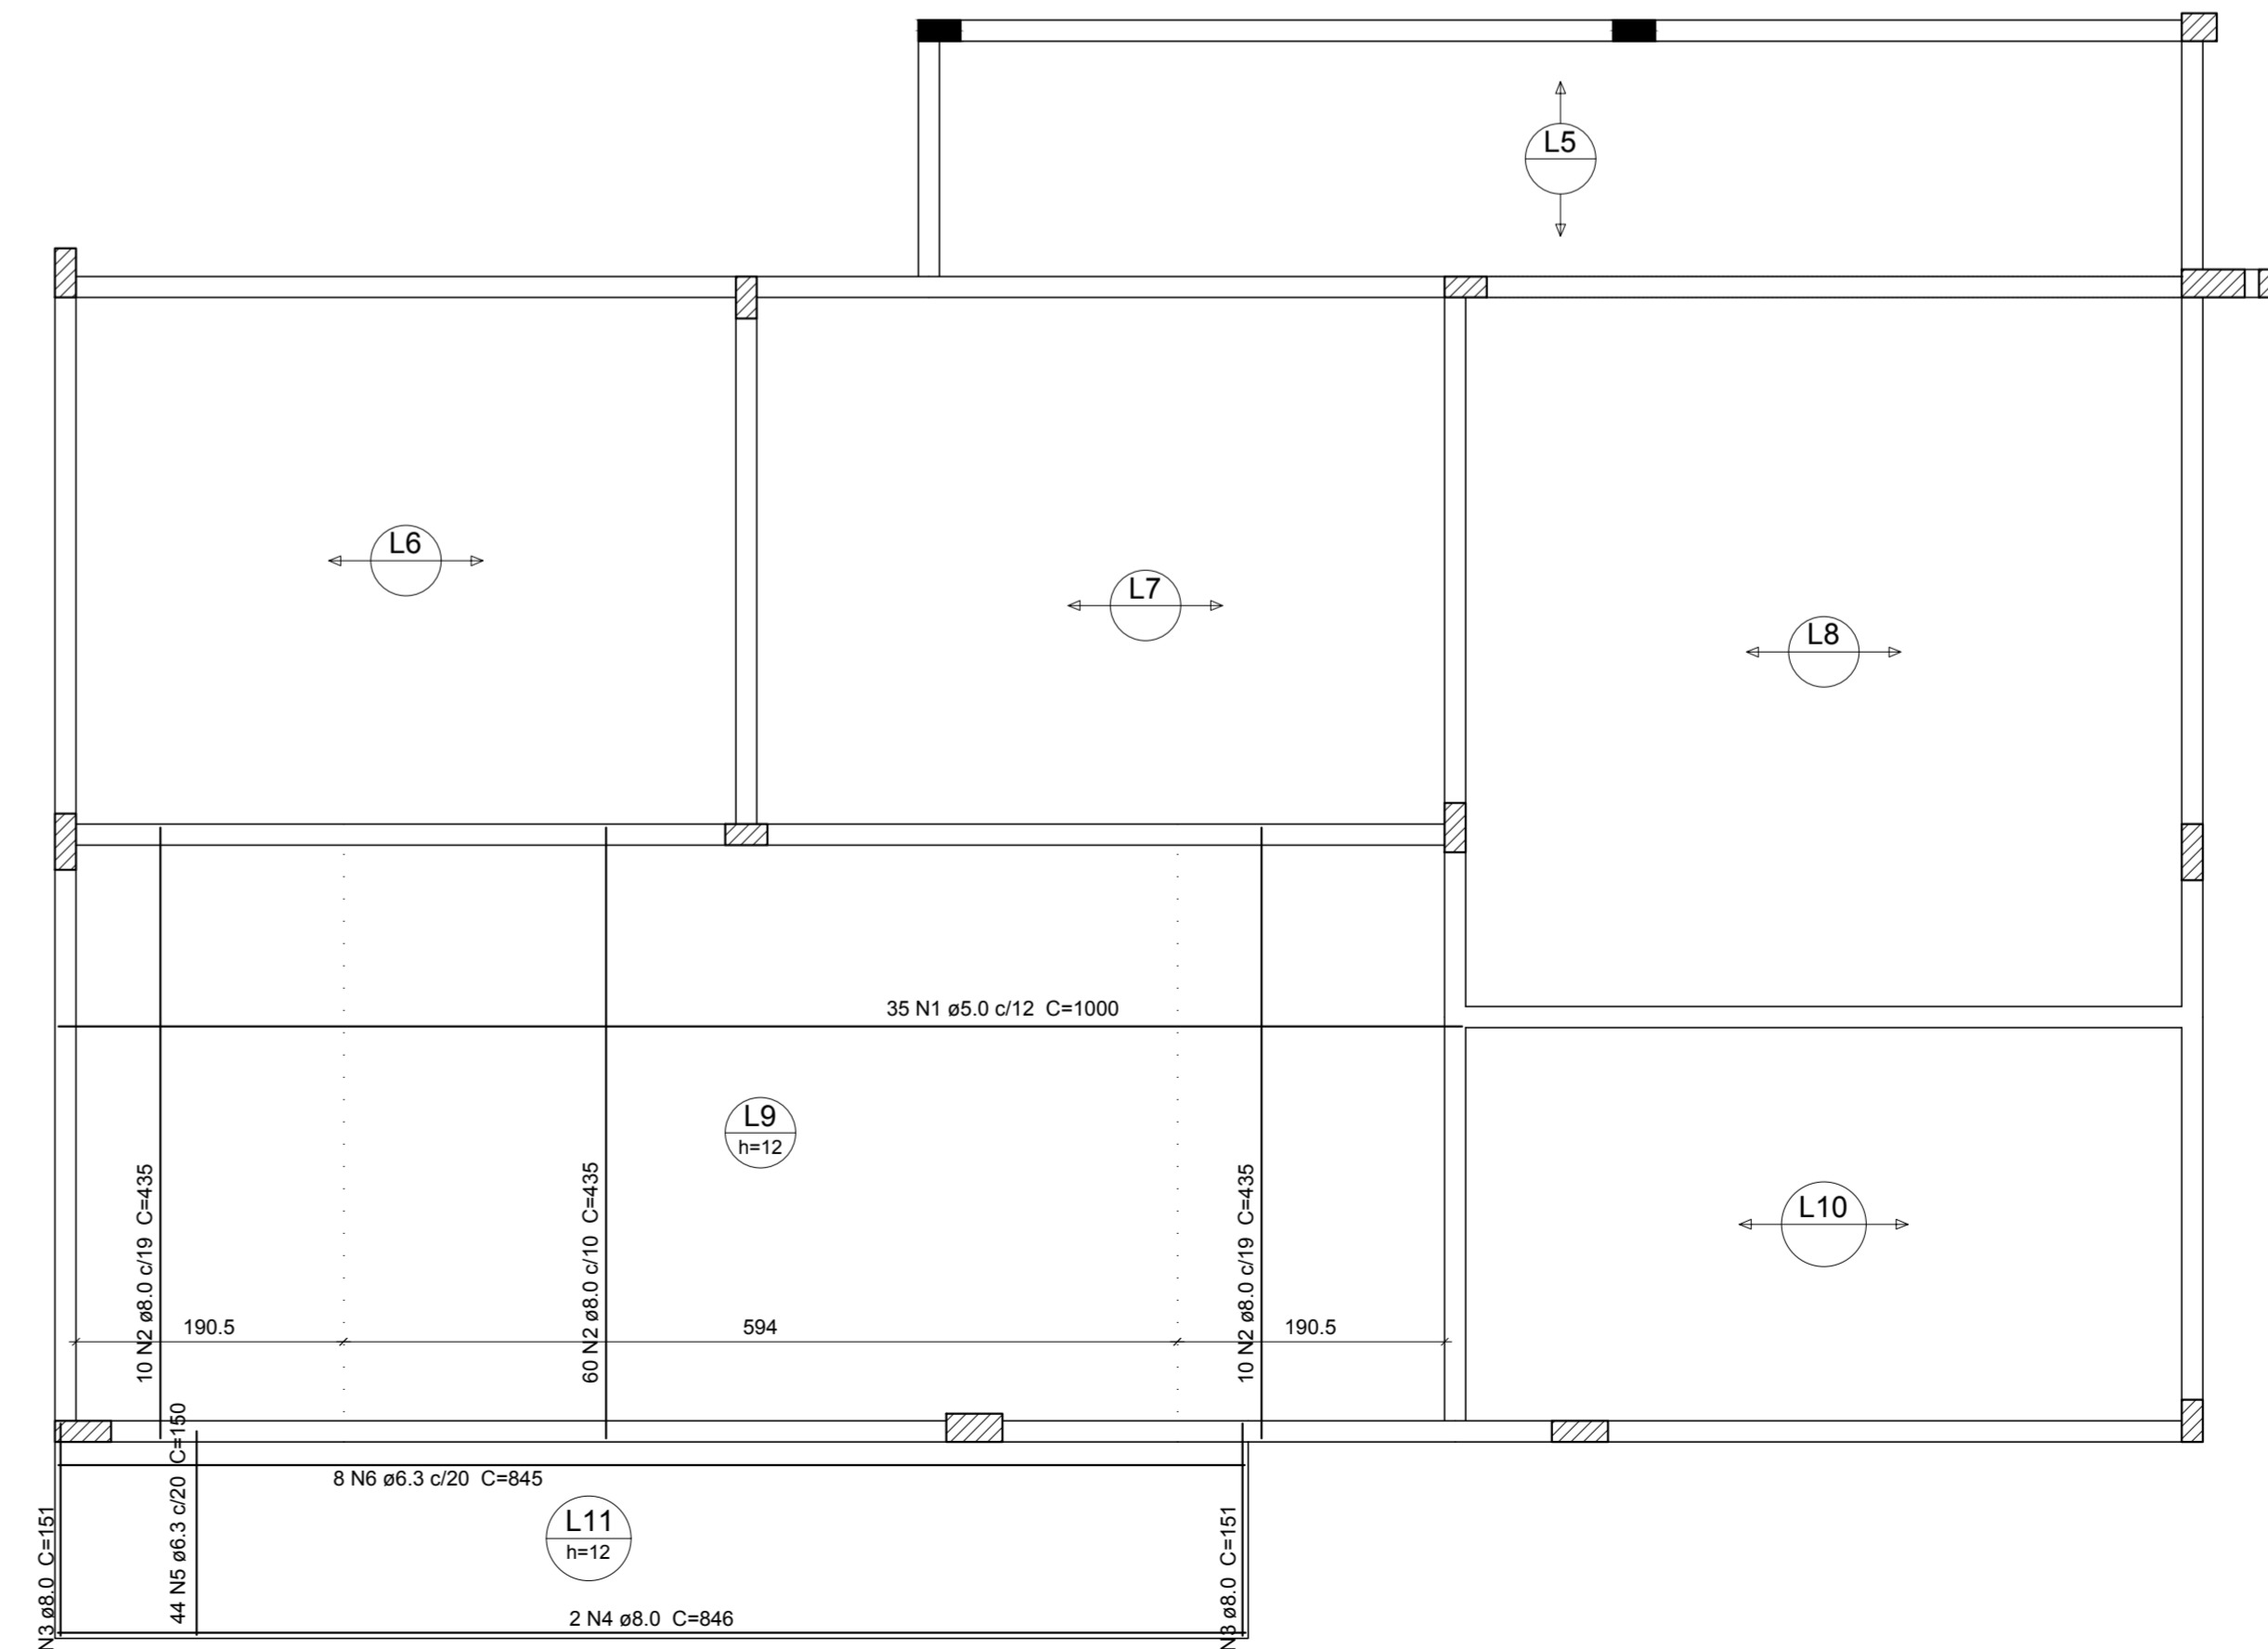 L5
L6
L7
L8
35 N1 ø5.0 c/12 C=1000
L9
h=12
10 N2 ø8.0 c/19 C=435
60 N2 ø8.0 c/10 C=435
10 N2 ø8.0 c/19 C=435
L10
190.5
594
190.5
44 N5 ø6.3 c/20 C=150
8 N6 ø6.3 c/20 C=845
L11
h=12
N3 ø8.0 C=151
N3 ø8.0 C=151
2 N4 ø8.0 C=846